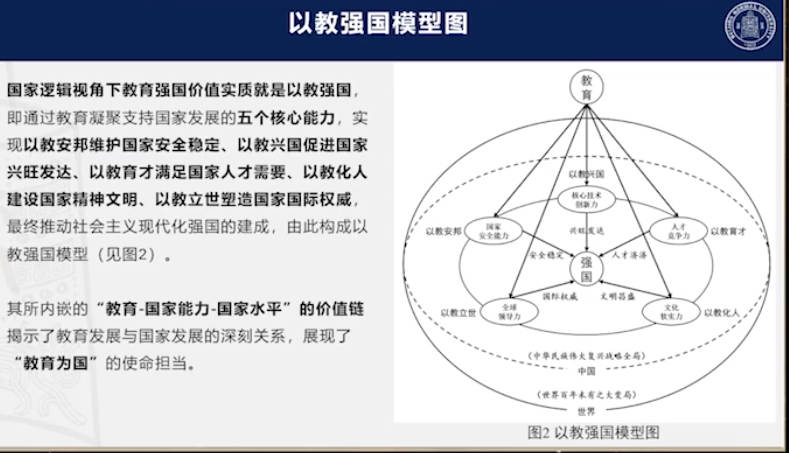 以教强国模型图
国家逻辑视角下教育强国价值实质就是以教强国，
即通过教育凝聚支持国家发展的五个核心能力，实
现以教安邦维护国家安全稳定、以教兴国促进国家
兴旺发达、以教育才满足国家人才需要、以教化人
建设国家精神文明、以教立世塑造国家国际权威，
最终推动社会主义现代化强国的建成，由此构成以
教强国模型（见图2）。
其所内嵌的“教育-国家能力-国家水平”的价值链
揭示了教育发展与国家发展的深刻关系，展现了
“教育为国”的使命担当。
教
育
以教兴国
核心技术
创新力
以教安邦
国家
安全能力
兴旺发达
人才
竞争力
以教育才
安全稳定
人才济济
强
国
国际权威
文明昌盛
以教立世
全球
领导力
文化
软实力
以教化人
（中华民族伟大复兴战略全局）
中国
（世界百年未有之大变局）
世界
图2 以教强国模型图